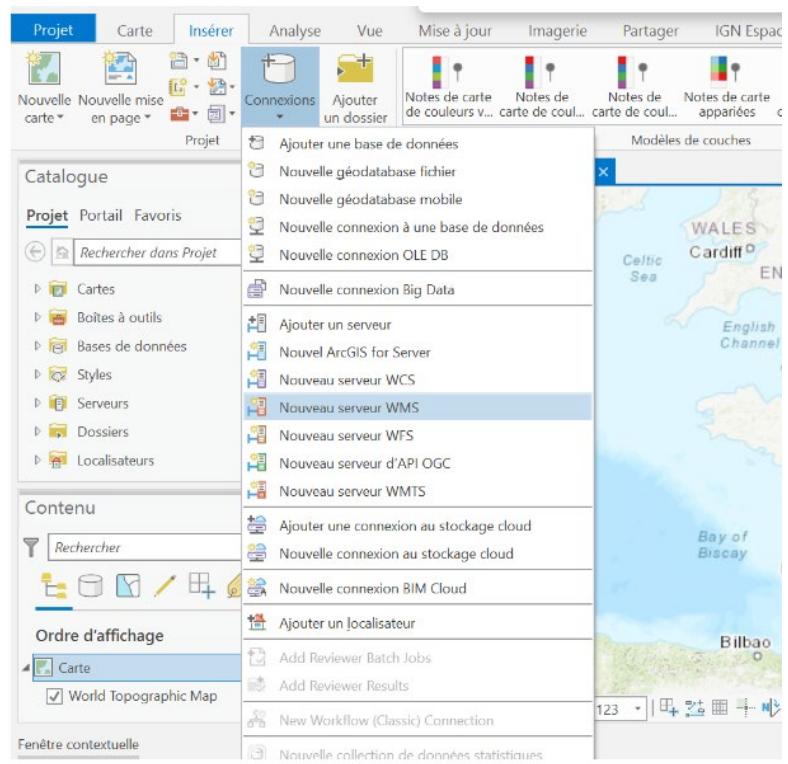 Projet Carte Insérer Analyse Vue Mise à jour Imagerie Partager IGN Espac
Nouvelle carte
Nouvelle mise en page
Connexions
Ajouter un dossier
Notes de carte de couleurs v...
Notes de carte de coul...
Notes de carte de coul...
Notes de carte appariées
Projet
Modèles de couches
Catalogue
Projet Portail Favoris
Rechercher dans Projet
Cartes
Boîtes à outils
Bases de données
Styles
Serveurs
Dossiers
Localisateurs
Contenu
Rechercher
Ordre d'affichage
Carte
World Topographic Map
Fenêtre contextuelle
Ajouter une base de données
Nouvelle géodatabase fichier
Nouvelle géodatabase mobile
Nouvelle connexion à une base de données
Nouvelle connexion OLE DB
Nouvelle connexion Big Data
Ajouter un serveur
Nouvel ArcGIS for Server
Nouveau serveur WCS
Nouveau serveur WMS
Nouveau serveur WFS
Nouveau serveur d'API OGC
Nouveau serveur WMTS
Ajouter une connexion au stockage cloud
Nouvelle connexion au stockage cloud
Nouvelle connexion BIM Cloud
Ajouter un localisateur
Add Reviewer Batch Jobs
Add Reviewer Results
New Workflow (Classic) Connection
Nouvelle collection de données statistiques
WALES
Cardiff
Celtic
Sea
EN
English
Channel
Bay of
Biscay
Bilbao
123